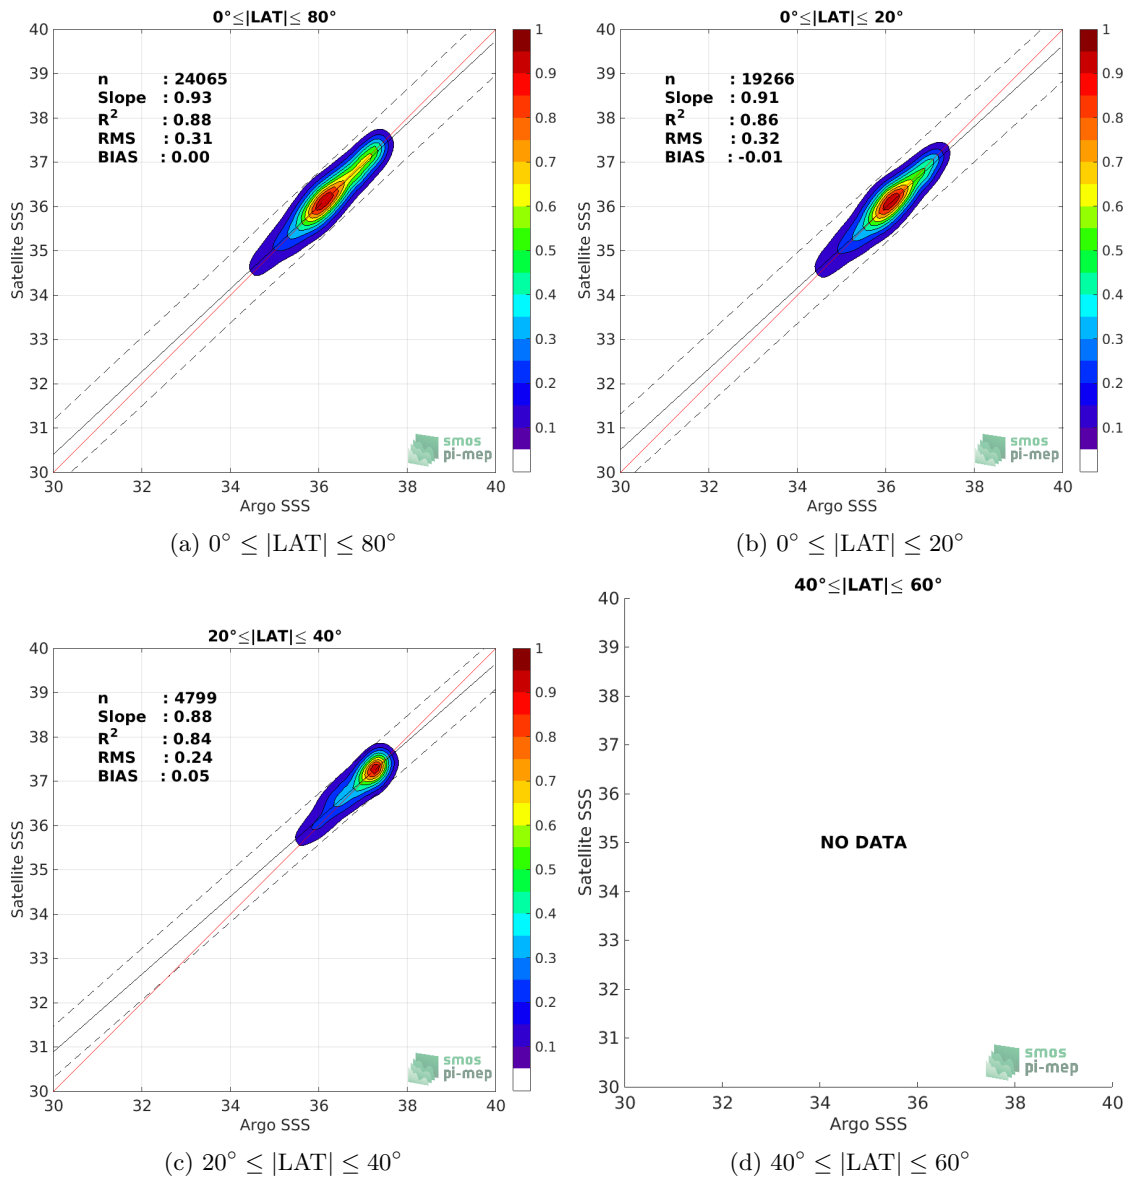 0°≤|LAT|≤ 80°
n : 24065
Slope : 0.93
R² : 0.88
RMS : 0.31
BIAS : 0.00
40
39
38
37
36
35
34
33
32
31
30
Satellite SSS
30 32 34 36 38 40
Argo SSS
1
0.9
0.8
0.7
0.6
0.5
0.4
0.3
0.2
0.1
smos
pi-mep
(a) 0° ≤ |LAT| ≤ 80°
0°≤|LAT|≤ 20°
n : 19266
Slope : 0.91
R² : 0.86
RMS : 0.32
BIAS : -0.01
40
39
38
37
36
35
34
33
32
31
30
Satellite SSS
30 32 34 36 38 40
Argo SSS
1
0.9
0.8
0.7
0.6
0.5
0.4
0.3
0.2
0.1
smos
pi-mep
(b) 0° ≤ |LAT| ≤ 20°
20°≤|LAT|≤ 40°
n : 4799
Slope : 0.88
R² : 0.84
RMS : 0.24
BIAS : 0.05
40
39
38
37
36
35
34
33
32
31
30
Satellite SSS
30 32 34 36 38 40
Argo SSS
1
0.9
0.8
0.7
0.6
0.5
0.4
0.3
0.2
0.1
smos
pi-mep
(c) 20° ≤ |LAT| ≤ 40°
40°≤|LAT|≤ 60°
40
39
38
37
36
35
34
33
32
31
30
Satellite SSS
NO DATA
30 32 34 36 38 40
Argo SSS
smos
pi-mep
(d) 40° ≤ |LAT| ≤ 60°